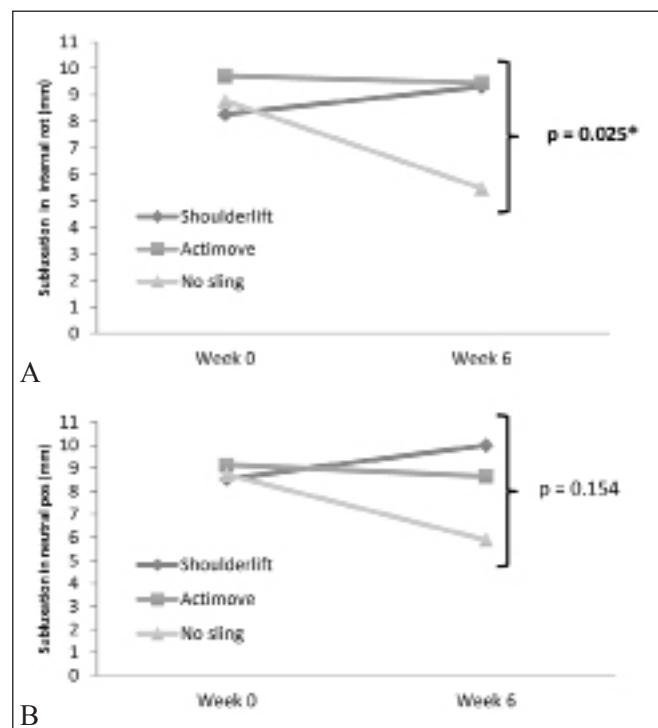 11
10
9
8
7
6
5
4
3
2
1
0
Subluxation in internal rot (mm)
Shoulderlift
Actimove
No sling
p = 0.025*
Week 0 Week 6
A
11
10
9
8
7
6
5
4
3
2
1
0
Subluxation in neutral pos (mm)
Shoulderlift
Actimove
No sling
p = 0.154
Week 0 Week 6
B